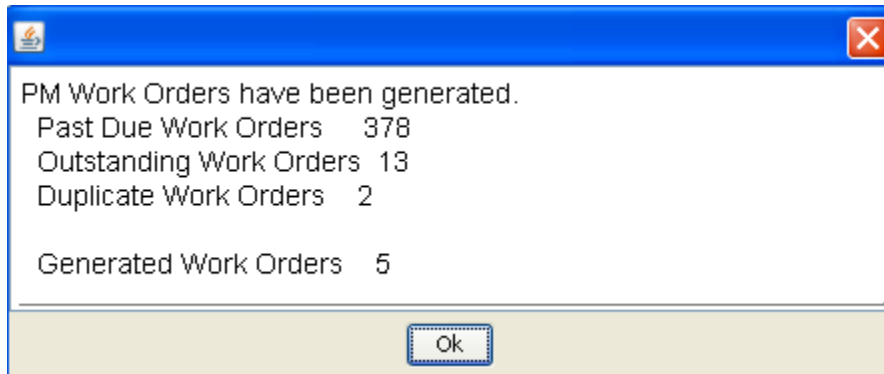 PM Work Orders have been generated.
Past Due Work Orders 378
Outstanding Work Orders 13
Duplicate Work Orders 2
Generated Work Orders 5
Ok